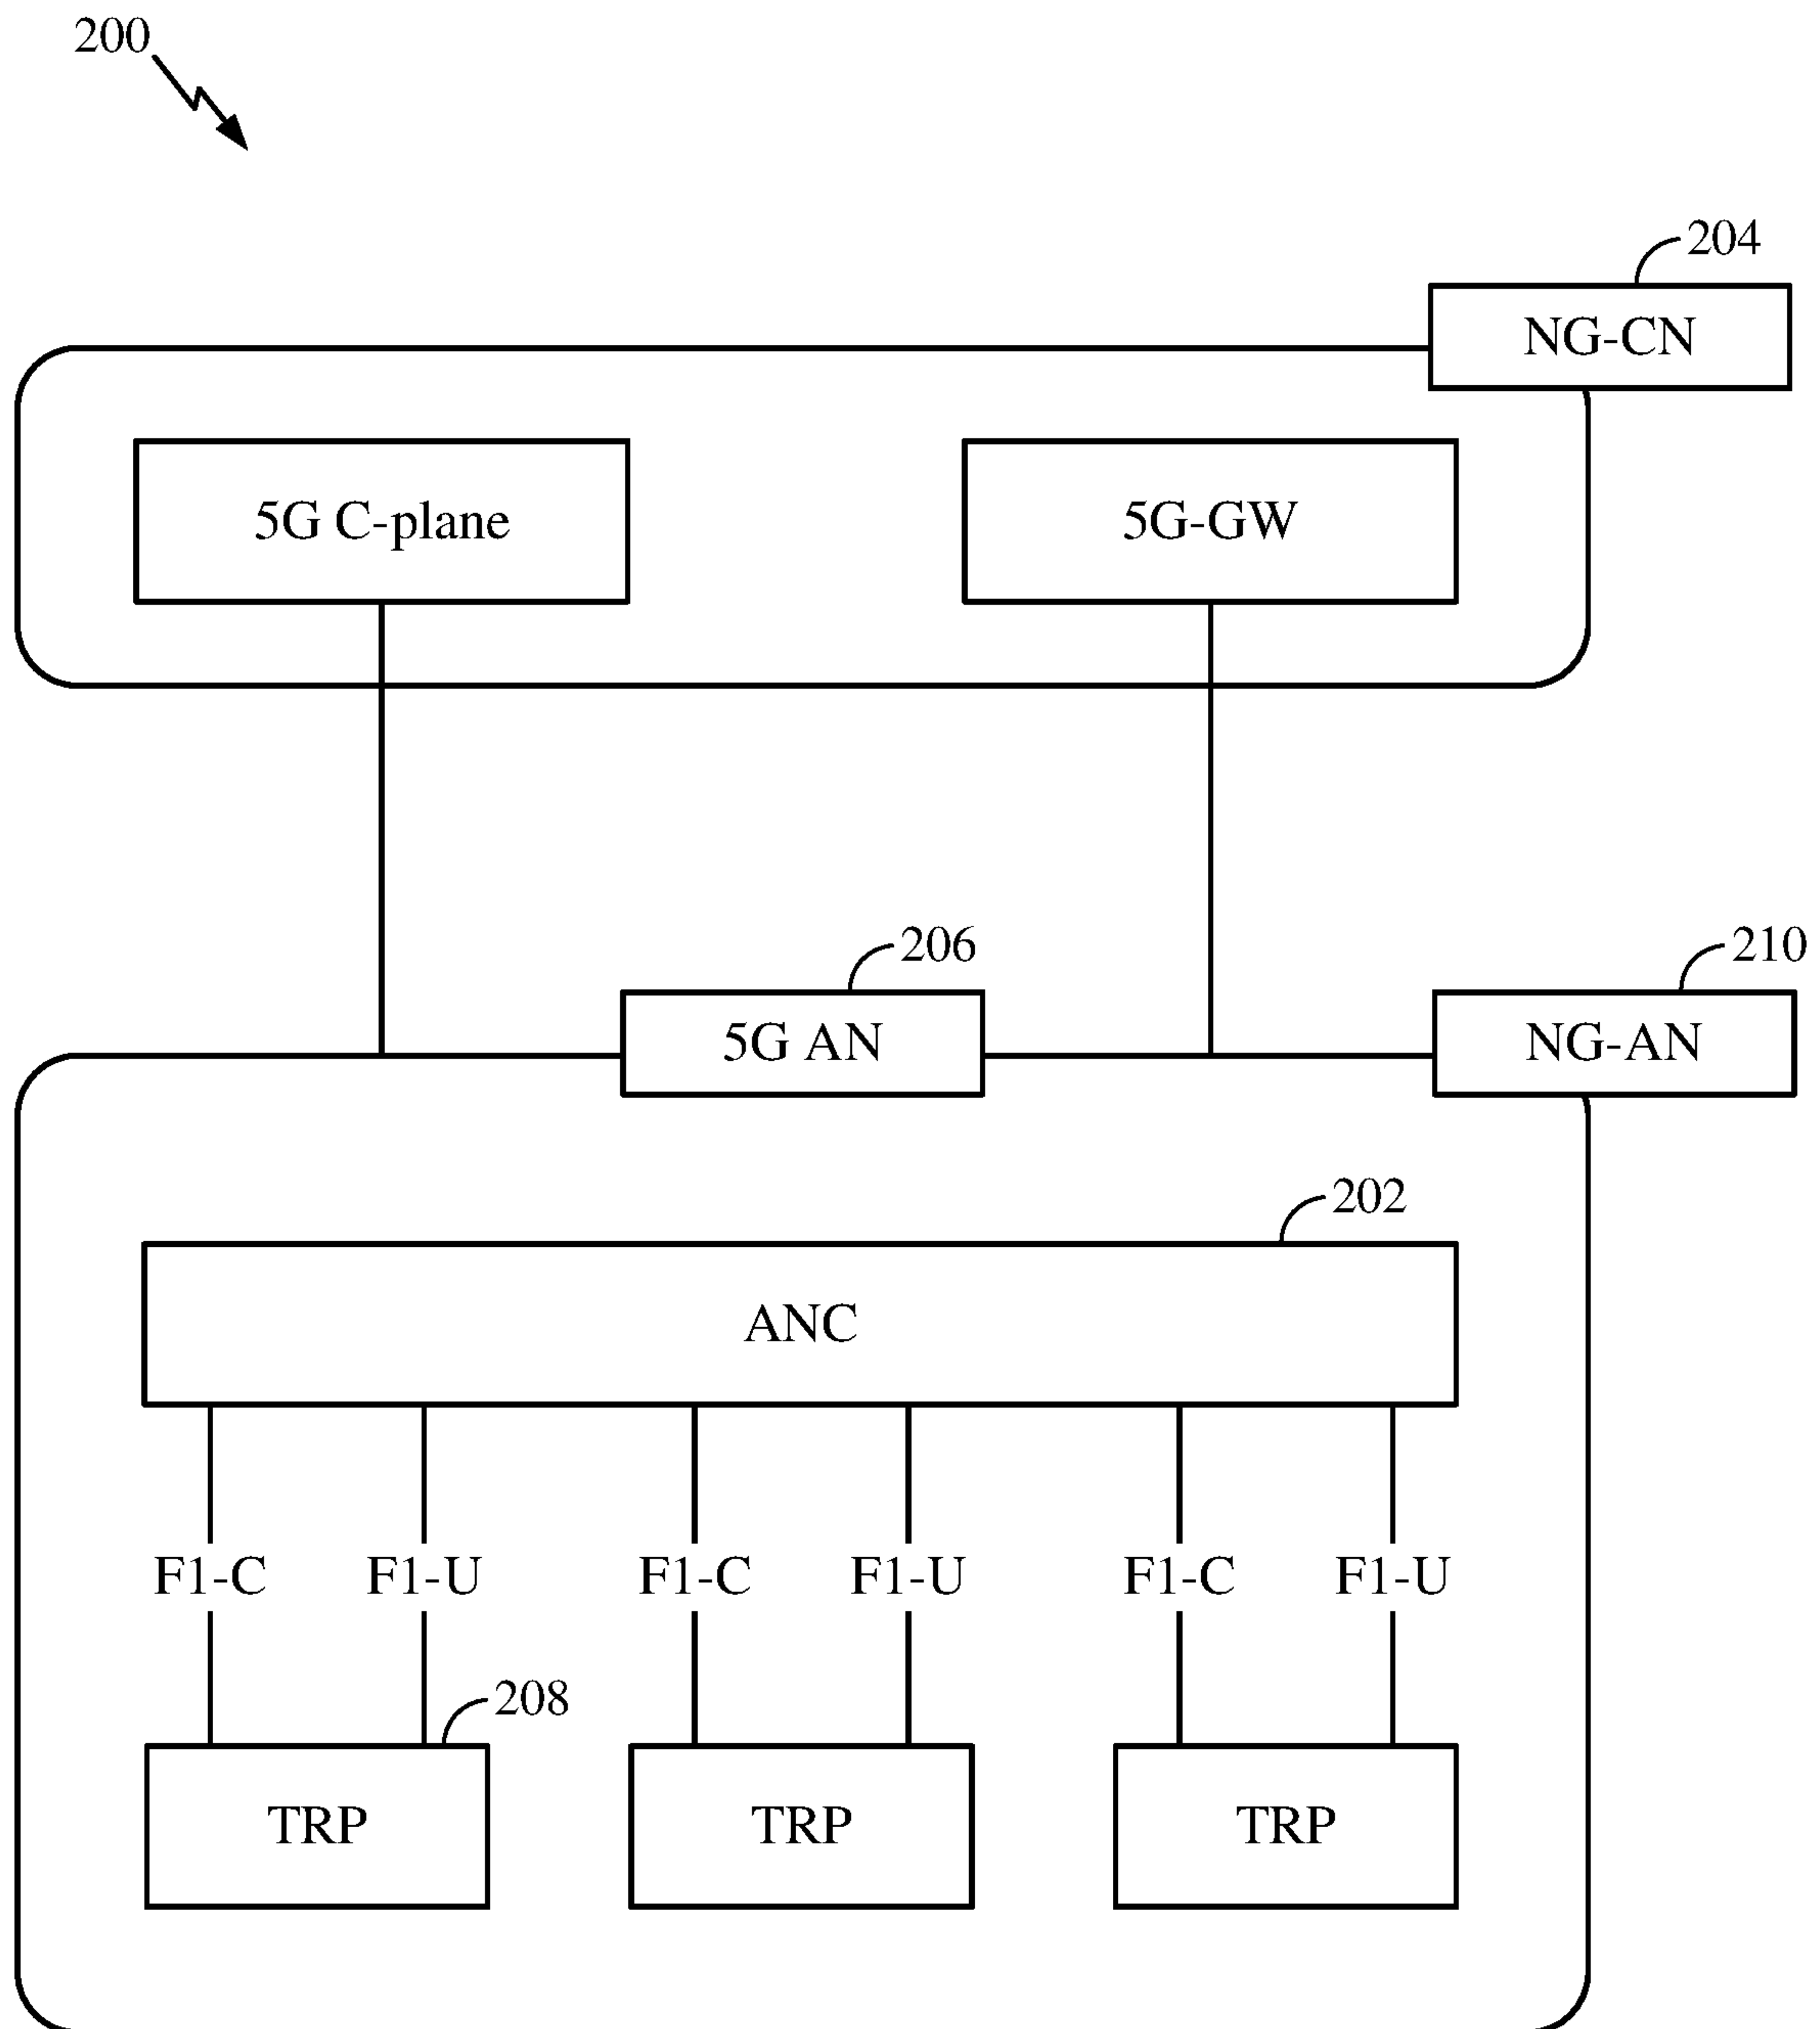 200
204
NG-CN
5G C-plane
5G-GW
206
210
5G AN
NG-AN
202
ANC
F1-C
F1-U
F1-C
F1-U
F1-C
F1-U
208
TRP
TRP
TRP